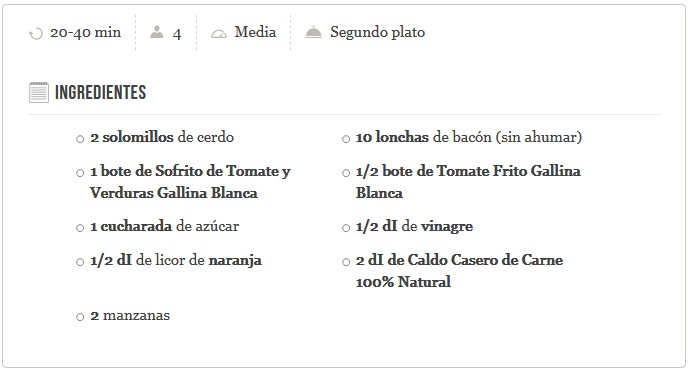 20-40 min
4
Media
Segundo plato
INGREDIENTES
2 solomillos de cerdo
10 lonchas de bacón (sin ahumar)
1 bote de Sofrito de Tomate y
Verduras Gallina Blanca
1/2 bote de Tomate Frito Gallina
Blanca
1 cucharada de azúcar
1/2 dI de vinagre
1/2 dI de licor de naranja
2 dI de Caldo Casero de Carne
100% Natural
2 manzanas